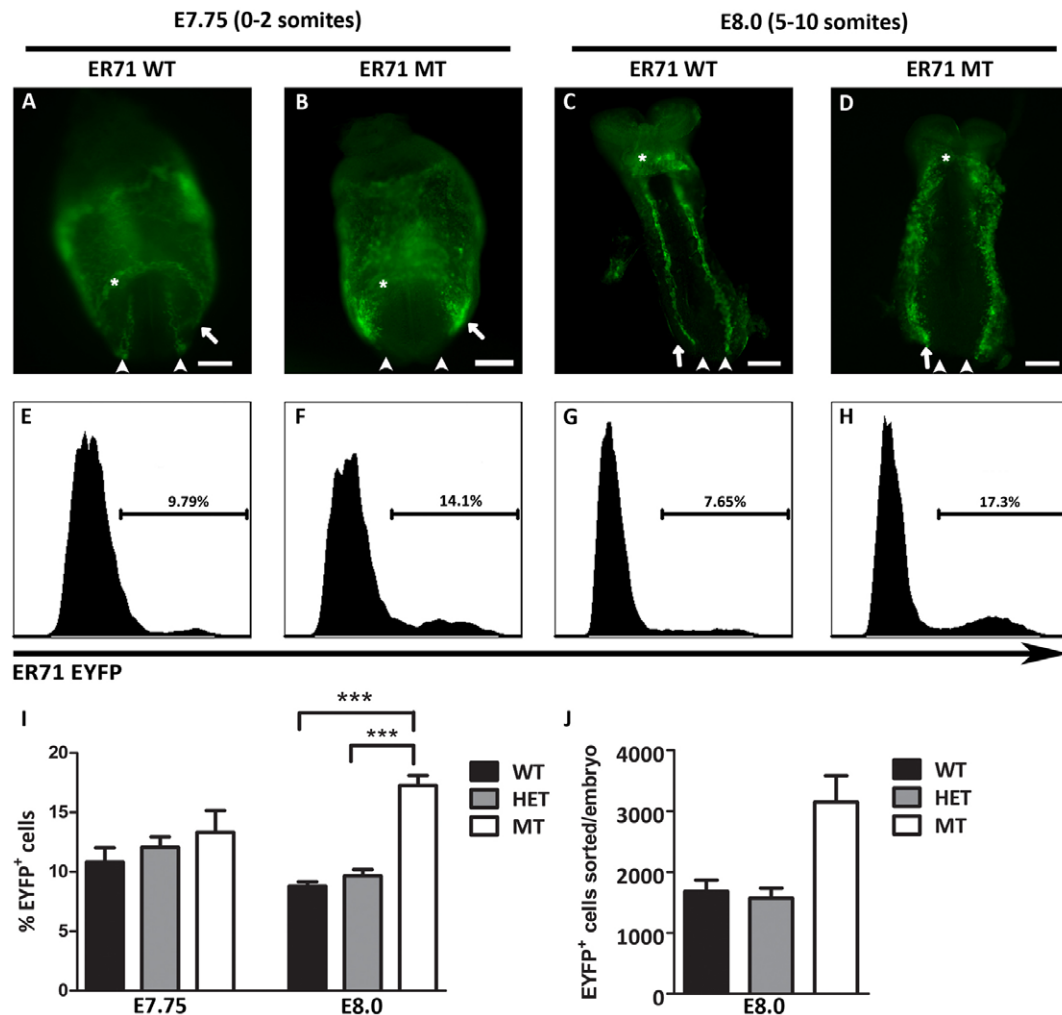 E7.75 (0-2 somites) E8.0 (5-10 somites)
ER71 WT ER71 MT ER71 WT ER71 MT
A B C D
* * * *
E F G H
9.79% 14.1% 7.65% 17.3%
ER71 EYFP
I J
*** 
***
20
15
10
5
0
% EYFP⁺ cells
WT
HET
MT
E7.75 E8.0
4000
3000
2000
1000
0
EYFP⁺ cells sorted/embryo
WT
HET
MT
E8.0